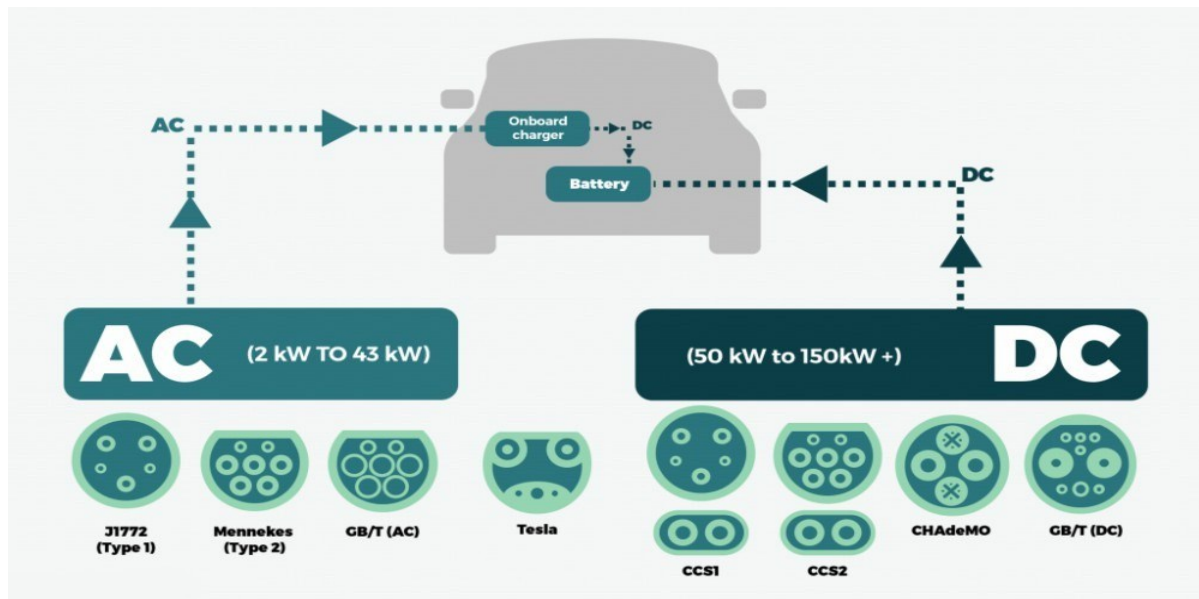 AC
Onboard
charger
DC
Battery
DC
AC
(2 kW TO 43 kW)
(50 kW to 150kW +)
DC
J1772
(Type 1)
Mennekes
(Type 2)
GB/T (AC)
Tesla
CCS1
CCS2
CHAdeMO
GB/T (DC)